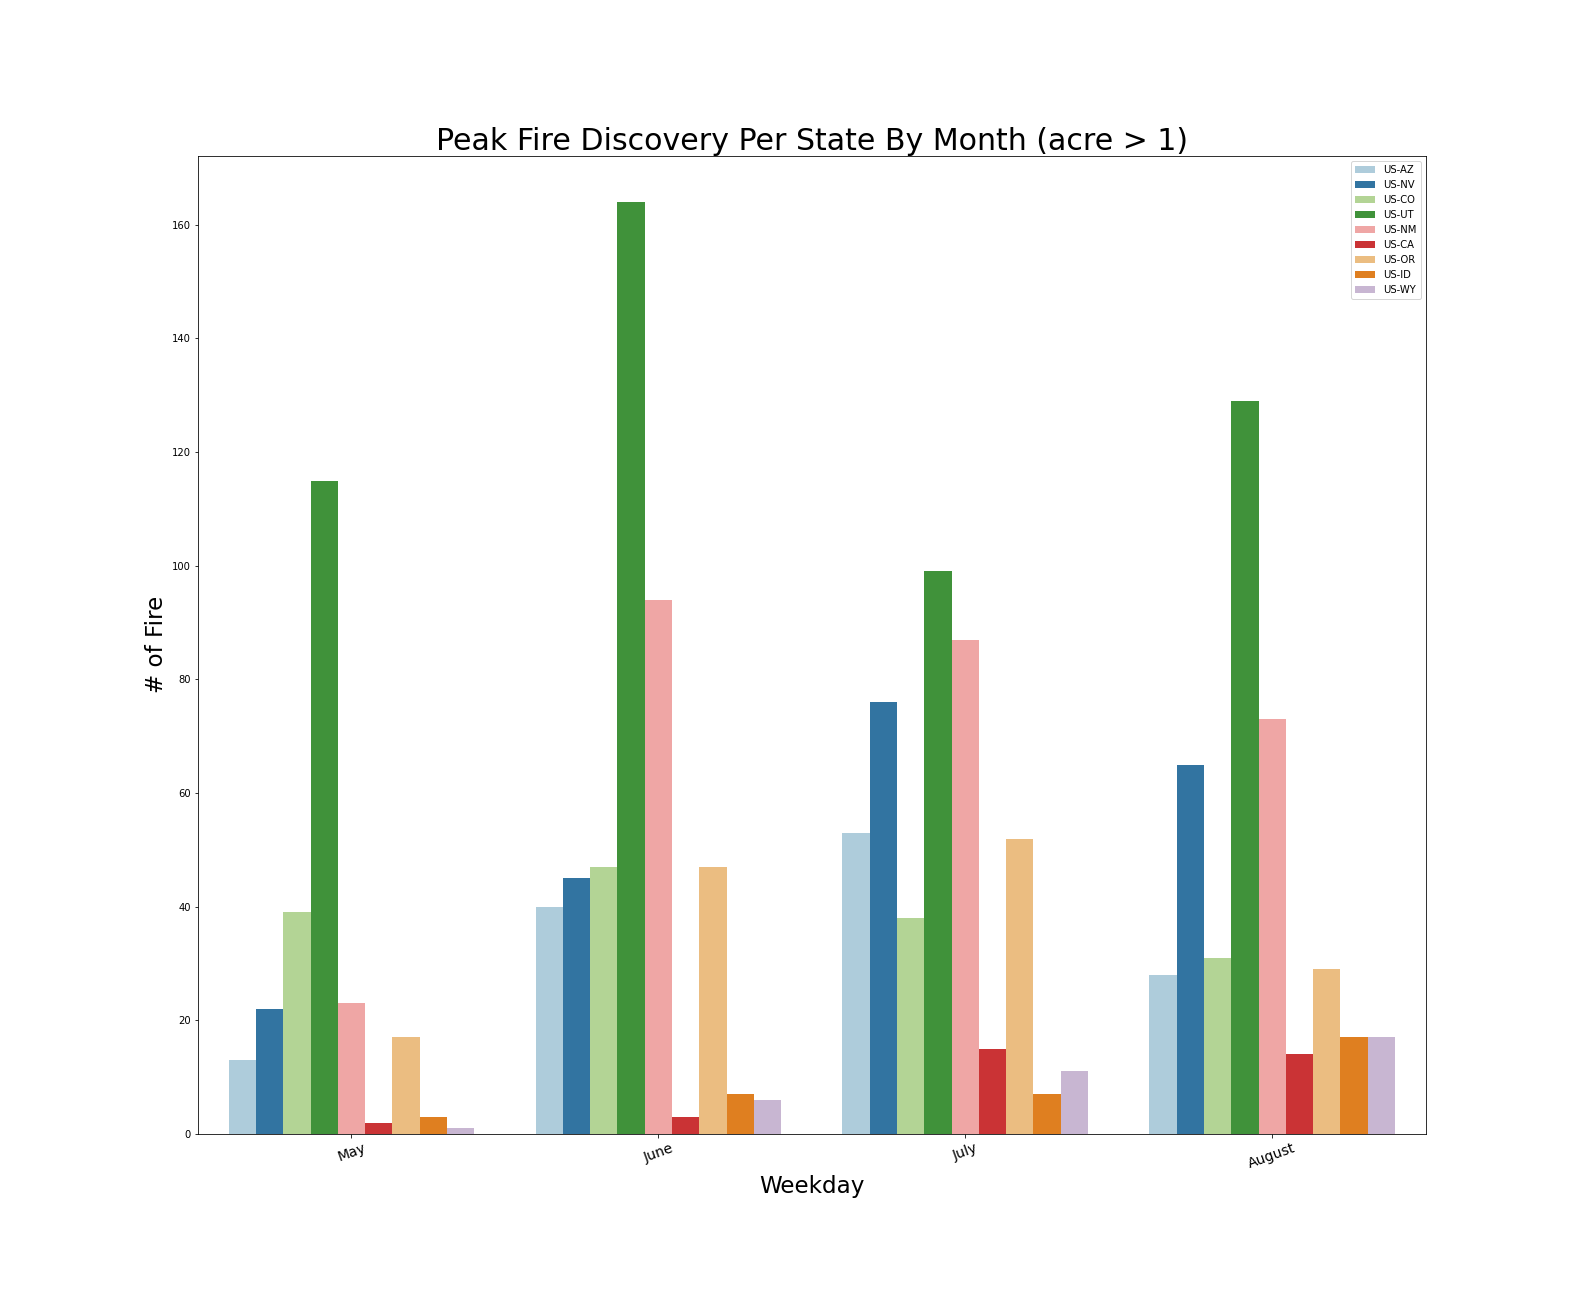 Peak Fire Discovery Per State By Month (acre > 1)
US-AZ
US-NV
US-CO
US-UT
US-NM
US-CA
US-OR
US-ID
US-WY
160
140
120
100
80
60
40
20
0
# of Fire
May
June
July
August
Weekday